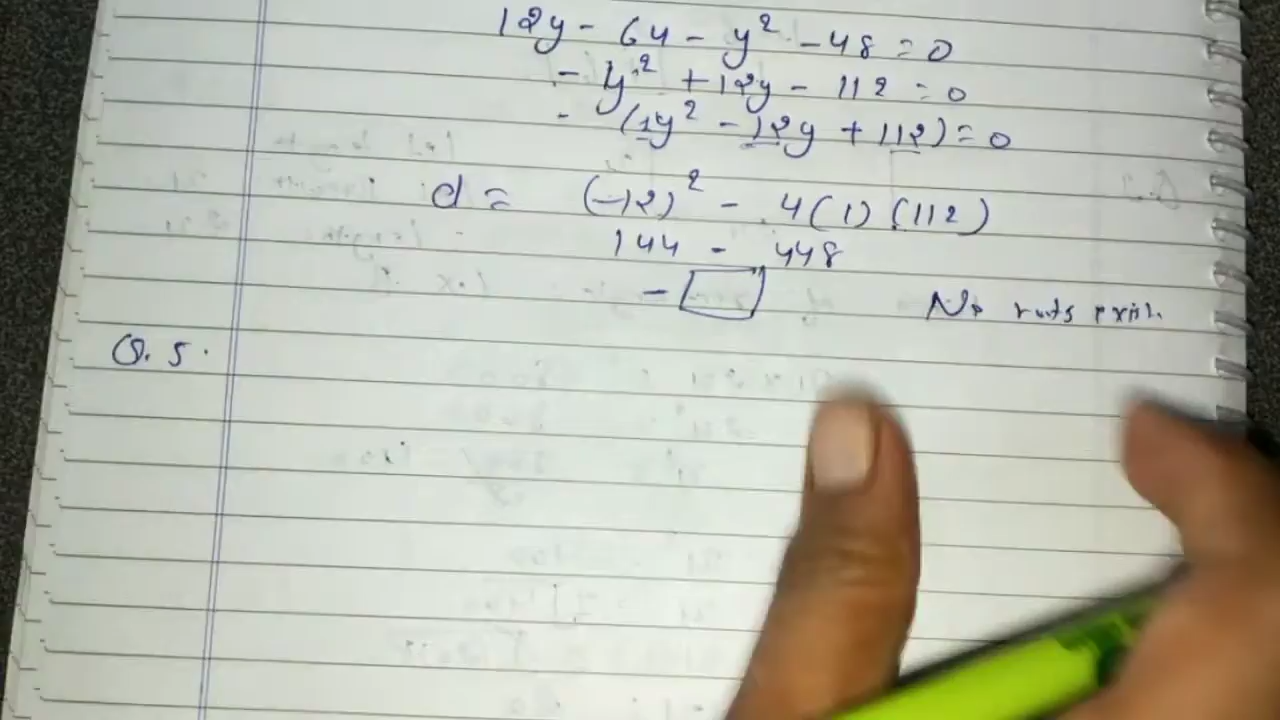 12y - 64 - y² - 48 = 0
- y² + 12y - 112 = 0
- (1y² - 12y + 112) = 0
d = (-12)² - 4(1)(112)
144 - 448
- No roots exist.
Q. 5.